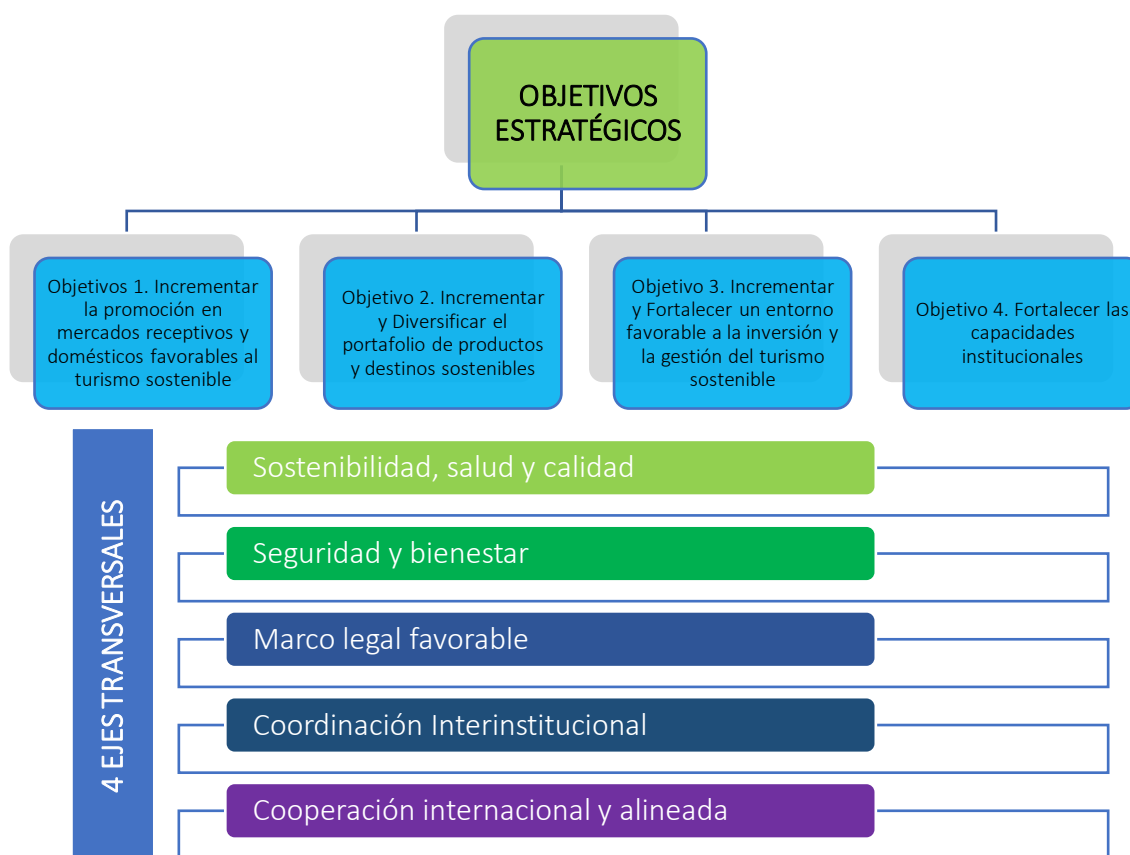 OBJETIVOS
ESTRATÉGICOS
Objetivos 1. Incrementar
la promoción en
mercados receptivos y
domésticos favorables al
turismo sostenible
Objetivo 2. Incrementar
y Diversificar el
portafolio de productos
y destinos sostenibles
Objetivo 3. Incrementar
y Fortalecer un entorno
favorable a la inversión y
la gestión del turismo
sostenible
Objetivo 4. Fortalecer las
capacidades
institucionales
4 EJES TRANSVERSALES
Sostenibilidad, salud y calidad
Seguridad y bienestar
Marco legal favorable
Coordinación Interinstitucional
Cooperación internacional y alineada